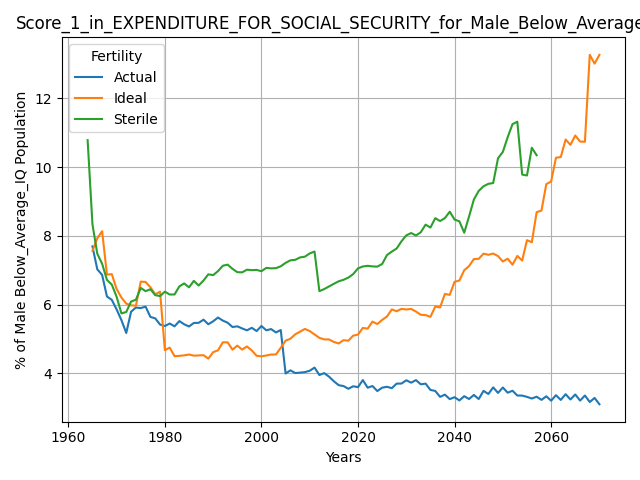 Score_1_in_EXPENDITURE_FOR_SOCIAL_SECURITY_for_Male_Below_Average
Fertility
Actual
Ideal
Sterile
% of Male Below_Average_IQ Population
12
10
8
6
4
1960
1980
2000
2020
2040
2060
Years